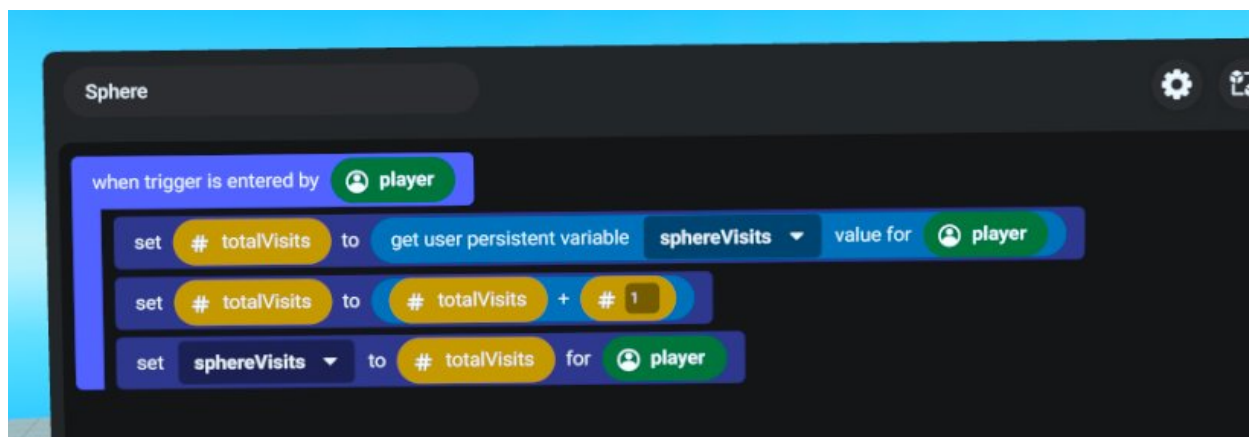 Sphere
when trigger is entered by player
set # totalVisits to get user persistent variable sphereVisits value for player
set # totalVisits to # totalVisits + # 1
set sphereVisits to # totalVisits for player